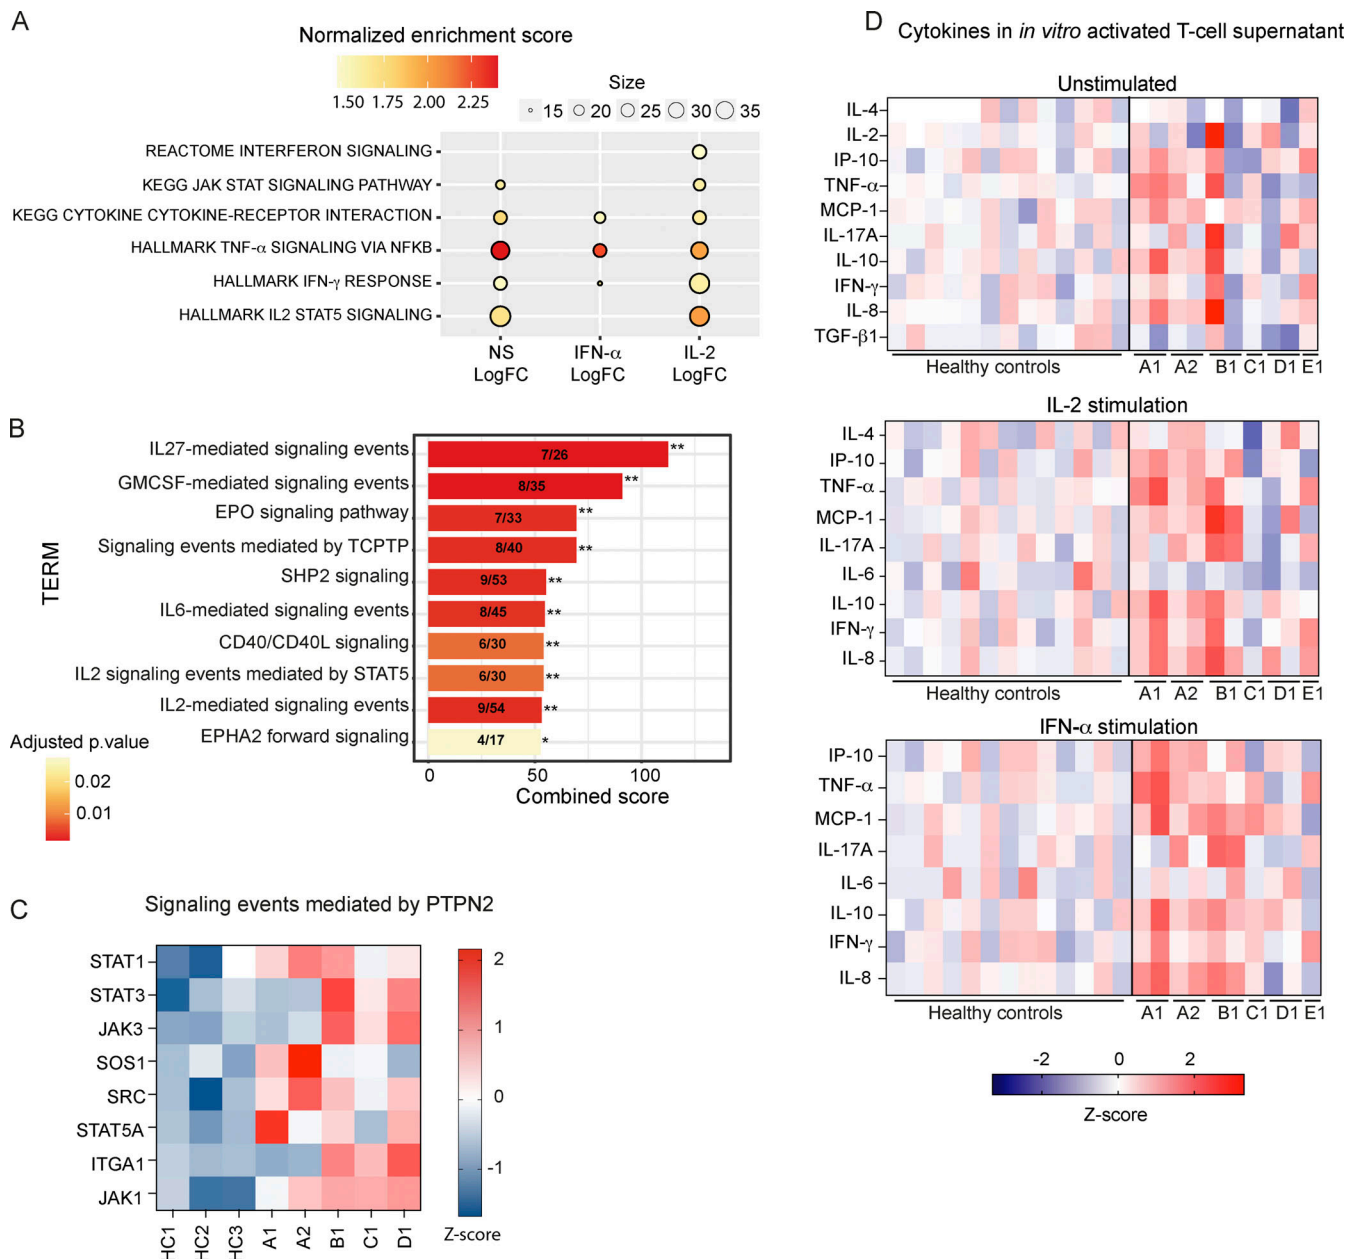 A
Normalized enrichment score
1.50 1.75 2.00 2.25
Size
15 20 25 30 35
REACTOME INTERFERON SIGNALING
KEGG JAK STAT SIGNALING PATHWAY
KEGG CYTOKINE CYTOKINE-RECEPTOR INTERACTION
HALLMARK TNF-α SIGNALING VIA NFKB
HALLMARK IFN-γ RESPONSE
HALLMARK IL2 STAT5 SIGNALING
NS IFN-α IL-2
LogFC LogFC LogFC
B
TERM
IL27-mediated signaling events 7/26 **
GMCSF-mediated signaling events 8/35 **
EPO signaling pathway 7/33 **
Signaling events mediated by TCPTP 8/40 **
SHP2 signaling 9/53 **
IL6-mediated signaling events 8/45 **
CD40/CD40L signaling 6/30 **
IL2 signaling events mediated by STAT5 6/30 **
IL2-mediated signaling events 9/54 **
EPHA2 forward signaling 4/17 *
0 50 100
Combined score
Adjusted p.value
0.02
0.01
C
Signaling events mediated by PTPN2
STAT1
STAT3
JAK3
SOS1
SRC
STAT5A
ITGA1
JAK1
HC1 HC2 HC3 A1 A2 B1 C1 D1
2
1
0
-1
Z-score
D
Cytokines in in vitro activated T-cell supernatant
Unstimulated
IL-4
IL-2
IP-10
TNF-α
MCP-1
IL-17A
IL-10
IFN-γ
IL-8
TGF-β1
Healthy controls A1 A2 B1 C1 D1 E1
IL-2 stimulation
IL-4
IP-10
TNF-α
MCP-1
IL-17A
IL-6
IL-10
IFN-γ
IL-8
Healthy controls A1 A2 B1 C1 D1 E1
IFN-α stimulation
IP-10
TNF-α
MCP-1
IL-17A
IL-6
IL-10
IFN-γ
IL-8
Healthy controls A1 A2 B1 C1 D1 E1
-2 0 2
Z-score